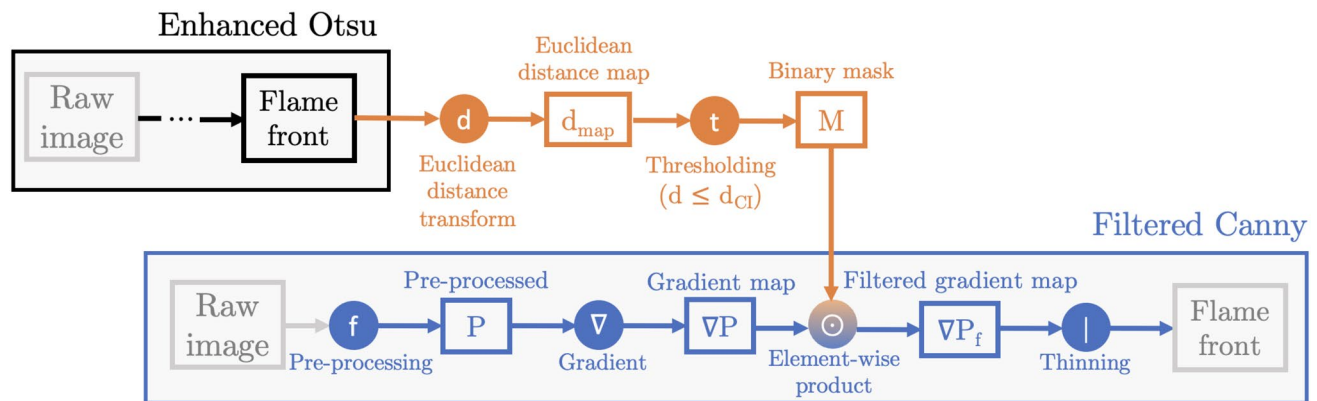 Enhanced Otsu
Raw
image
...
Flame
front
d
Euclidean
distance
transform
Euclidean
distance map
d_map
t
Thresholding
(d ≤ d_CI)
Binary mask
M
Filtered Canny
Raw
image
f
Pre-processing
Pre-processed
P
∇
Gradient
Gradient map
∇P
⊙
Element-wise
product
Filtered gradient map
∇P_f
|
Thinning
Flame
front